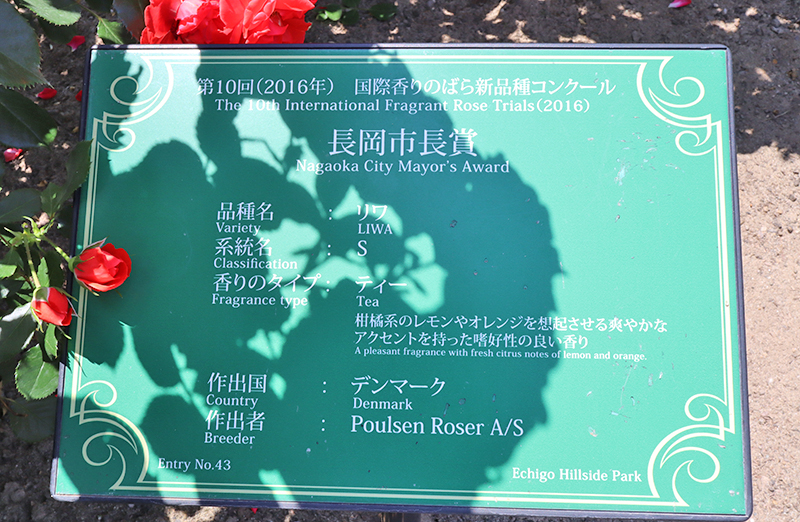 第10回(2016年) 国際香りのばら新品種コンクール
The 10th International Fragrant Rose Trials(2016)
長岡市長賞
Nagaoka City Mayor's Award
品種名 : リワ
Variety LIWA
系統名 : S
Classification
香りのタイプ : ティー
Fragrance type Tea
柑橘系のレモンやオレンジを想起させる爽やかな
アクセントを持った嗜好性の良い香り
A pleasant fragrance with fresh citrus notes of lemon and orange.
作出国 : デンマーク
Country Denmark
作出者 : Poulsen Roser A/S
Breeder
Entry No.43
Echigo Hillside Park